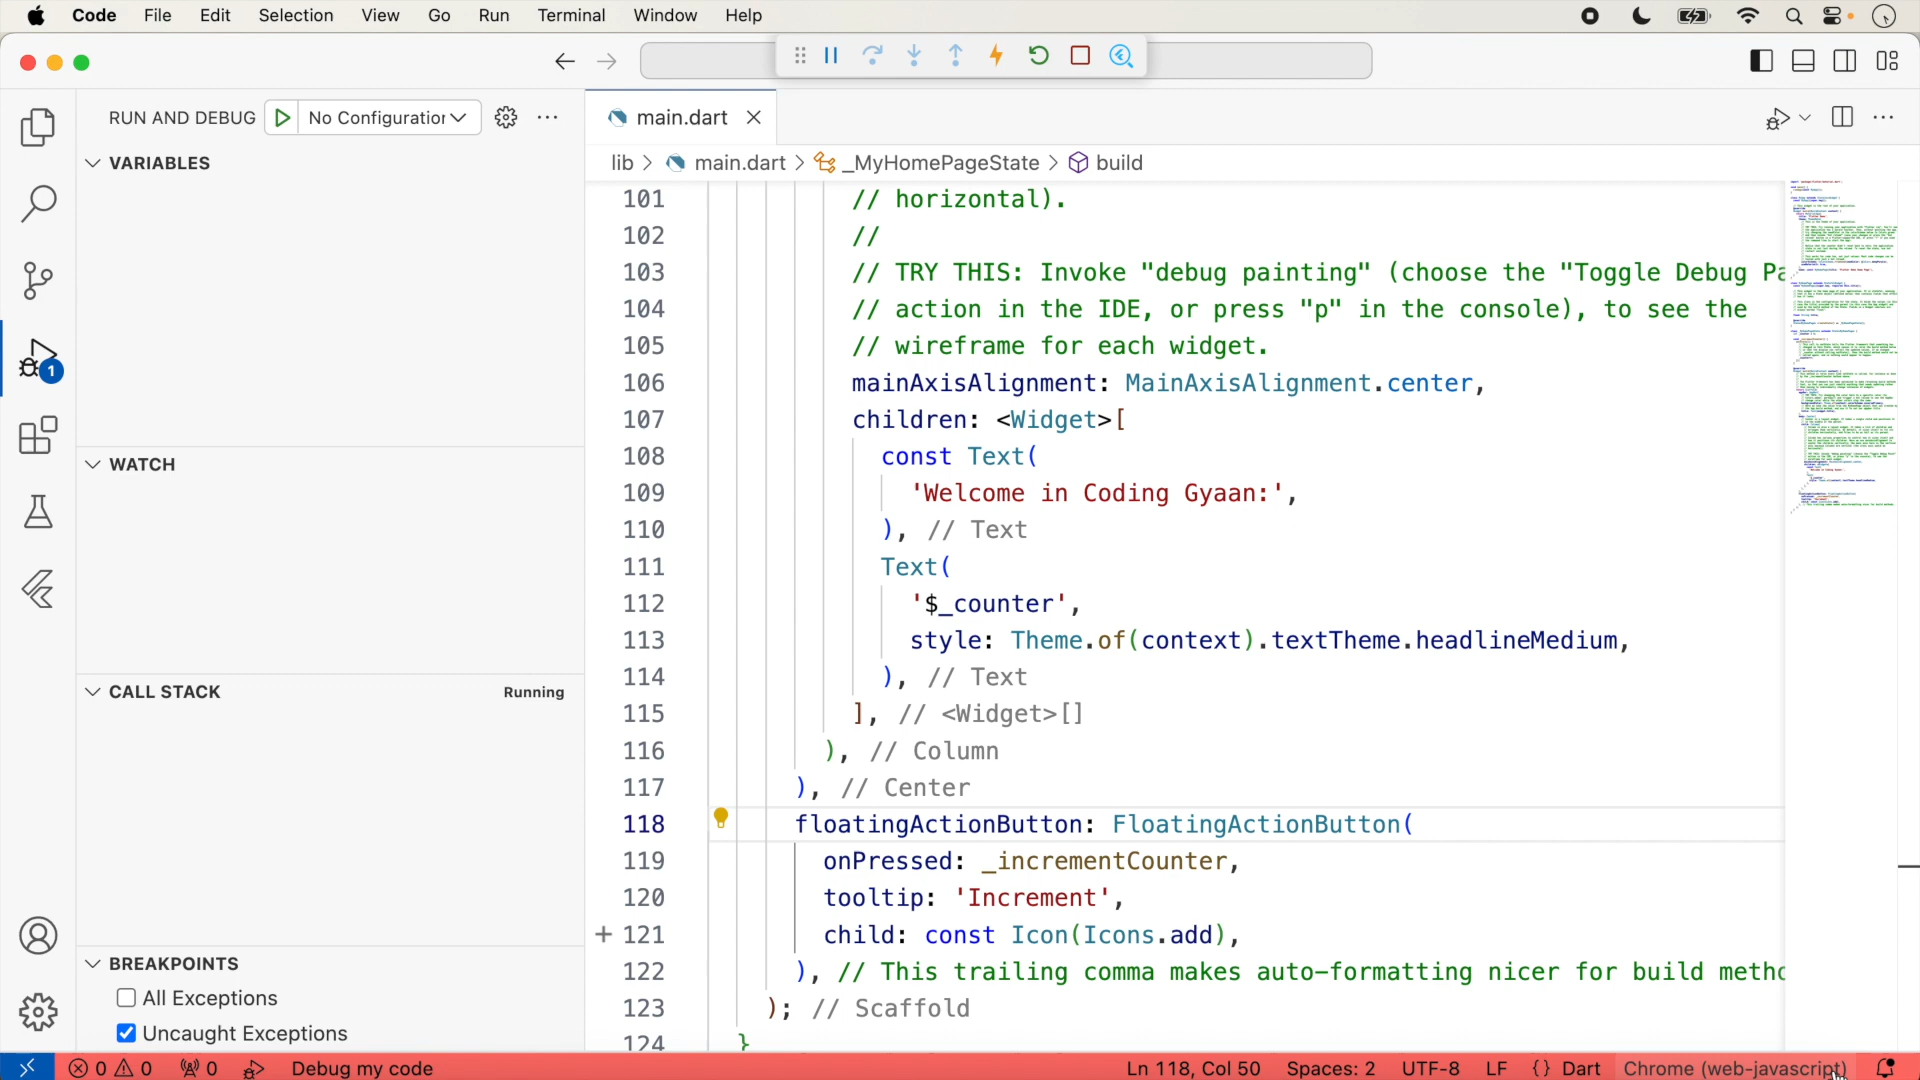 Code File Edit Selection View Go Run Terminal Window Help
RUN AND DEBUG No Configuration
VARIABLES
WATCH
CALL STACK Running
BREAKPOINTS
All Exceptions
Uncaught Exceptions
1
main.dart
lib > main.dart > _MyHomePageState > build
101 // horizontal).
102 //
103 // TRY THIS: Invoke "debug painting" (choose the "Toggle Debug Pa
104 // action in the IDE, or press "p" in the console), to see the
105 // wireframe for each widget.
106 mainAxisAlignment: MainAxisAlignment.center,
107 children: <Widget>[
108 const Text(
109 'Welcome in Coding Gyaan:',
110 ), // Text
111 Text(
112 '$_counter',
113 style: Theme.of(context).textTheme.headlineMedium,
114 ), // Text
115 ], // <Widget>[]
116 ), // Column
117 ), // Center
118 floatingActionButton: FloatingActionButton(
119 onPressed: _incrementCounter,
120 tooltip: 'Increment',
121 child: const Icon(Icons.add),
122 ), // This trailing comma makes auto-formatting nicer for build metho
123 ); // Scaffold
124 }
0 0 0 Debug my code Ln 118, Col 50 Spaces: 2 UTF-8 LF {} Dart Chrome (web-javascript)